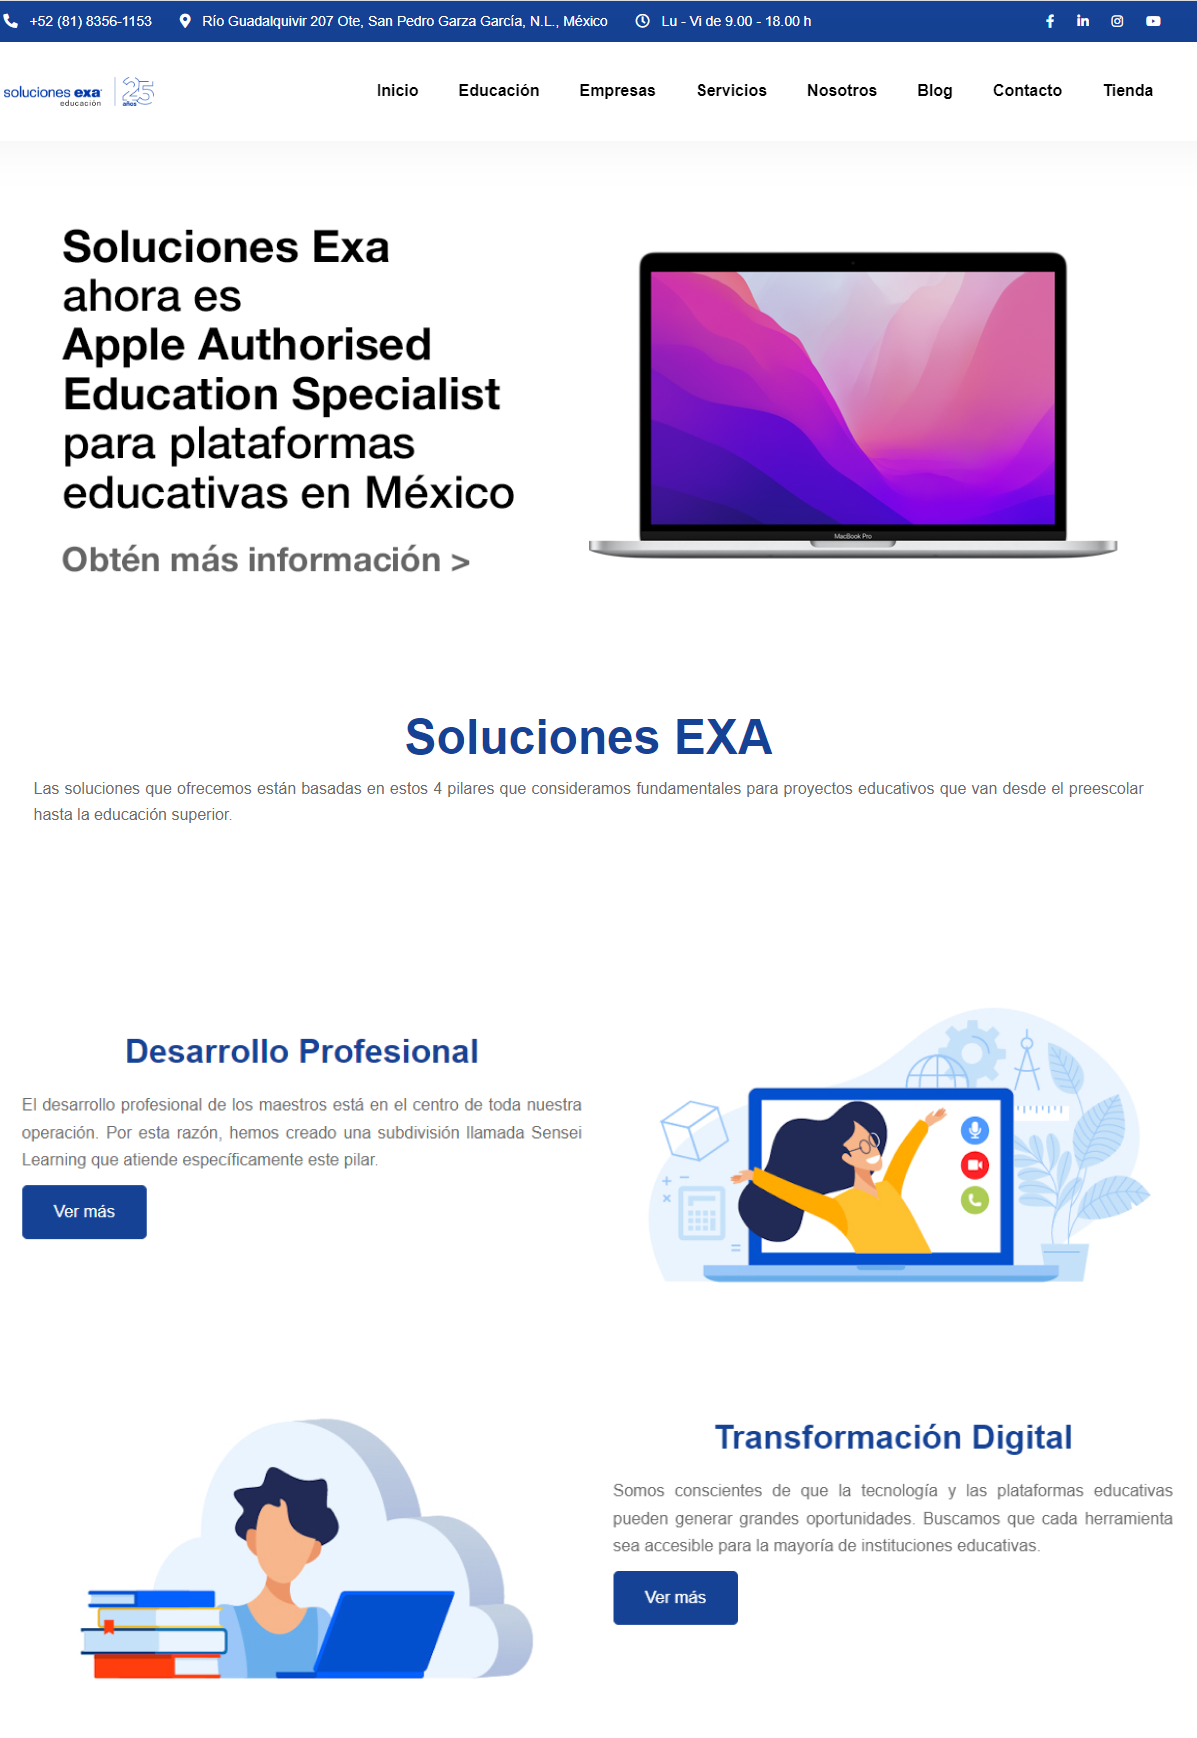 +52 (81) 8356-1153 Río Guadalquivir 207 Ote, San Pedro Garza García, N.L., México Lu - Vi de 9.00 - 18.00 h
soluciones exa
educación
25
años
Inicio Educación Empresas Servicios Nosotros Blog Contacto Tienda
Soluciones Exa
ahora es
Apple Authorised
Education Specialist
para plataformas
educativas en México
Obtén más información >
MacBook Pro
Soluciones EXA
Las soluciones que ofrecemos están basadas en estos 4 pilares que consideramos fundamentales para proyectos educativos que van desde el preescolar
hasta la educación superior.
Desarrollo Profesional
El desarrollo profesional de los maestros está en el centro de toda nuestra
operación. Por esta razón, hemos creado una subdivisión llamada Sensei
Learning que atiende específicamente este pilar.
Ver más
Transformación Digital
Somos conscientes de que la tecnología y las plataformas educativas
pueden generar grandes oportunidades. Buscamos que cada herramienta
sea accesible para la mayoría de instituciones educativas.
Ver más